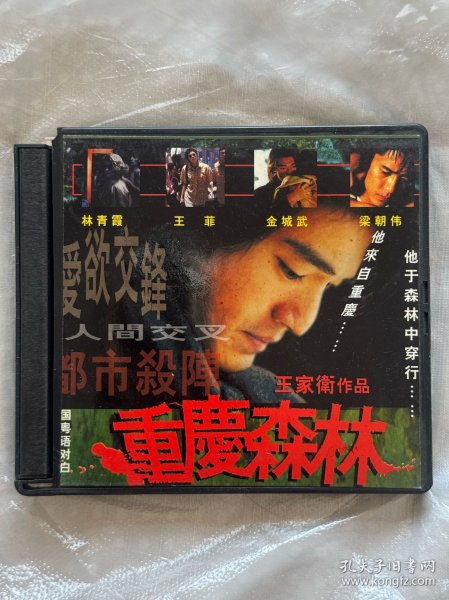 林青霞
王菲
金城武
梁朝伟
他來自重慶……
他于森林中穿行……
愛欲交鋒
人間交叉
都市殺陣
王家衛作品
国粤语对白
重慶森林
孔夫子旧书网
www.kongfz.com